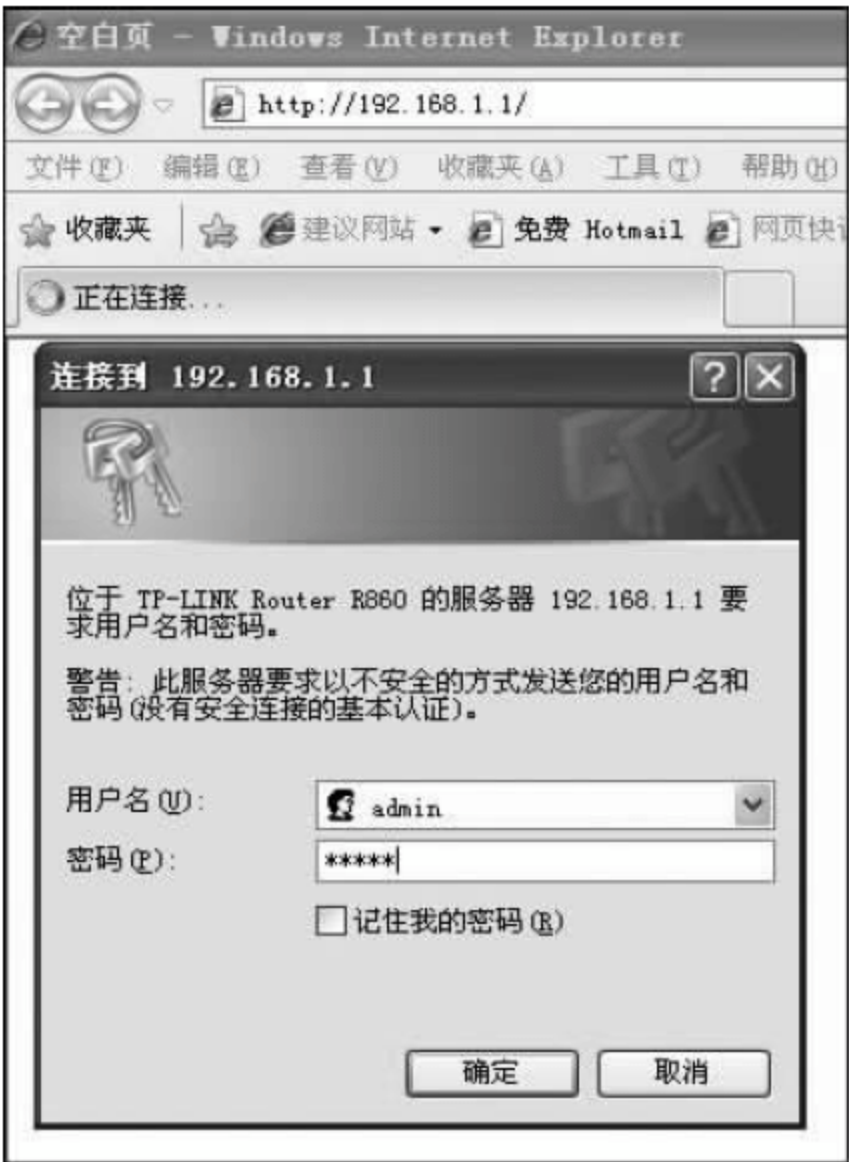 空白页 - Windows Internet Explorer
http://192.168.1.1/
文件(F) 编辑(E) 查看(V) 收藏夹(A) 工具(T) 帮助(H)
收藏夹 建议网站 免费 Hotmail 网页快
正在连接...
连接到 192.168.1.1
位于 TP-LINK Router R860 的服务器 192.168.1.1 要
求用户名和密码。
警告: 此服务器要求以不安全的方式发送您的用户名和
密码(没有安全连接的基本认证)。
用户名(U): admin
密码(P): *****
记住我的密码(R)
确定 取消